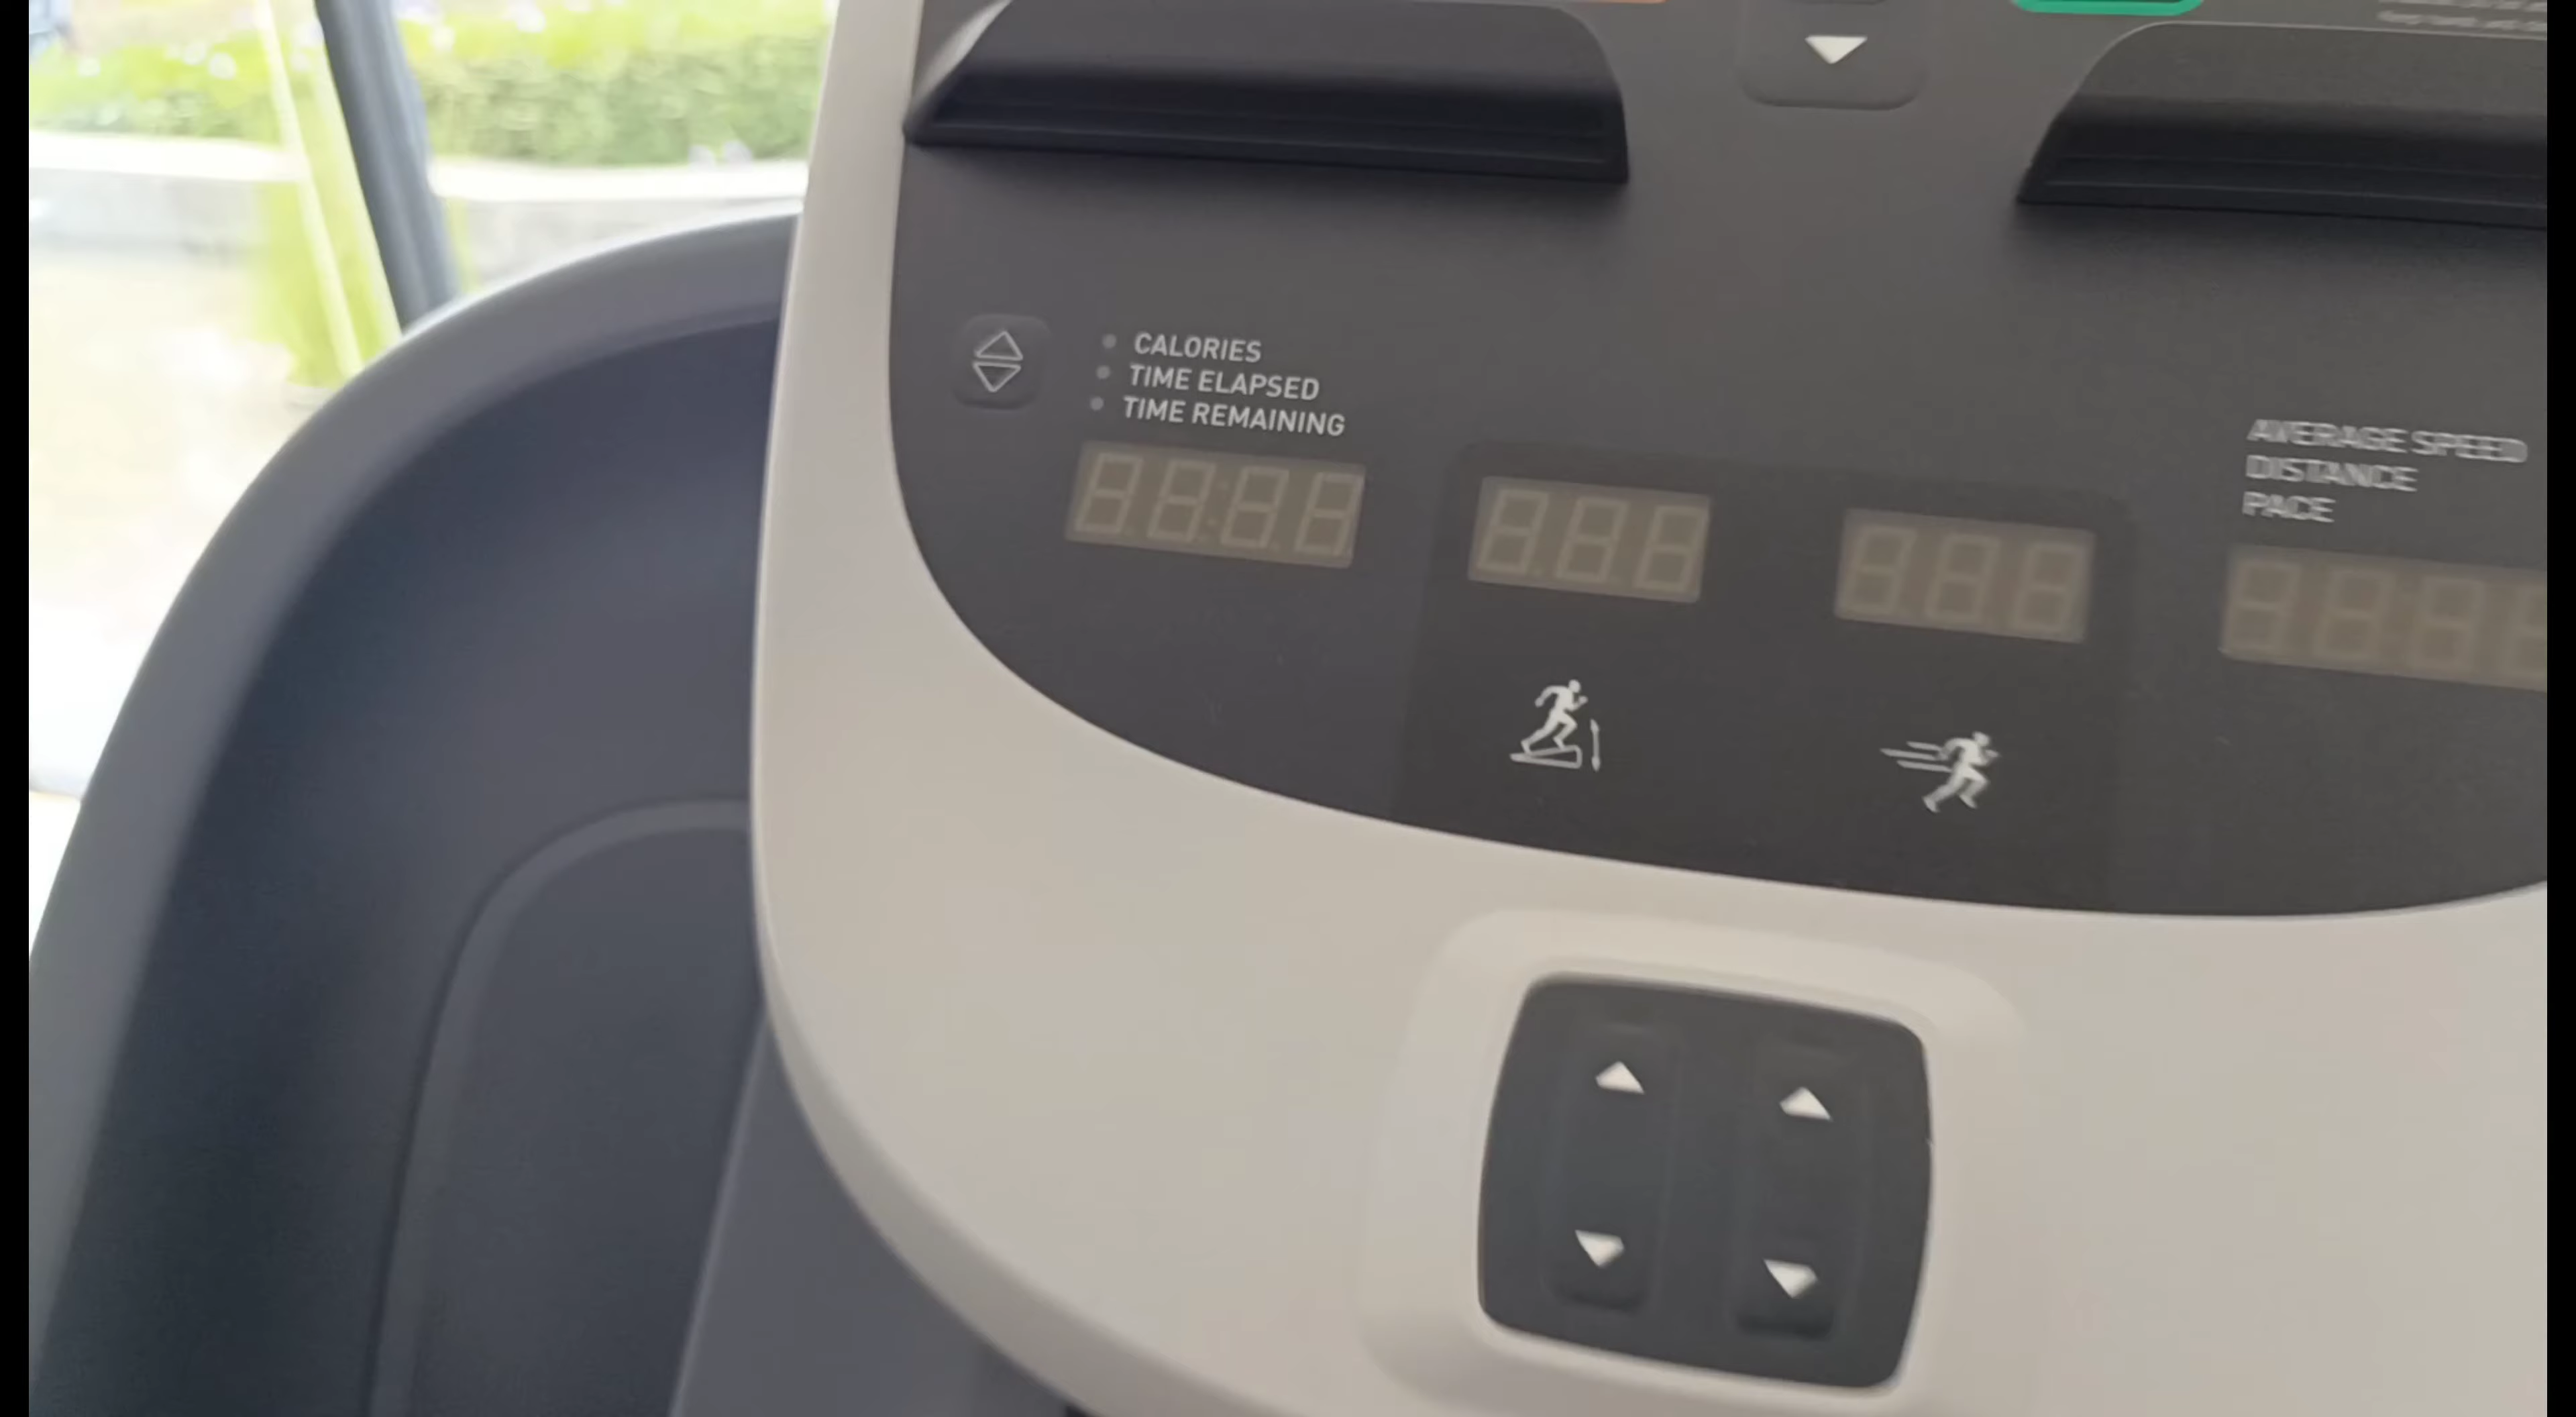 CALORIES
TIME ELAPSED
TIME REMAINING
AVERAGE SPEED
DISTANCE
PACE